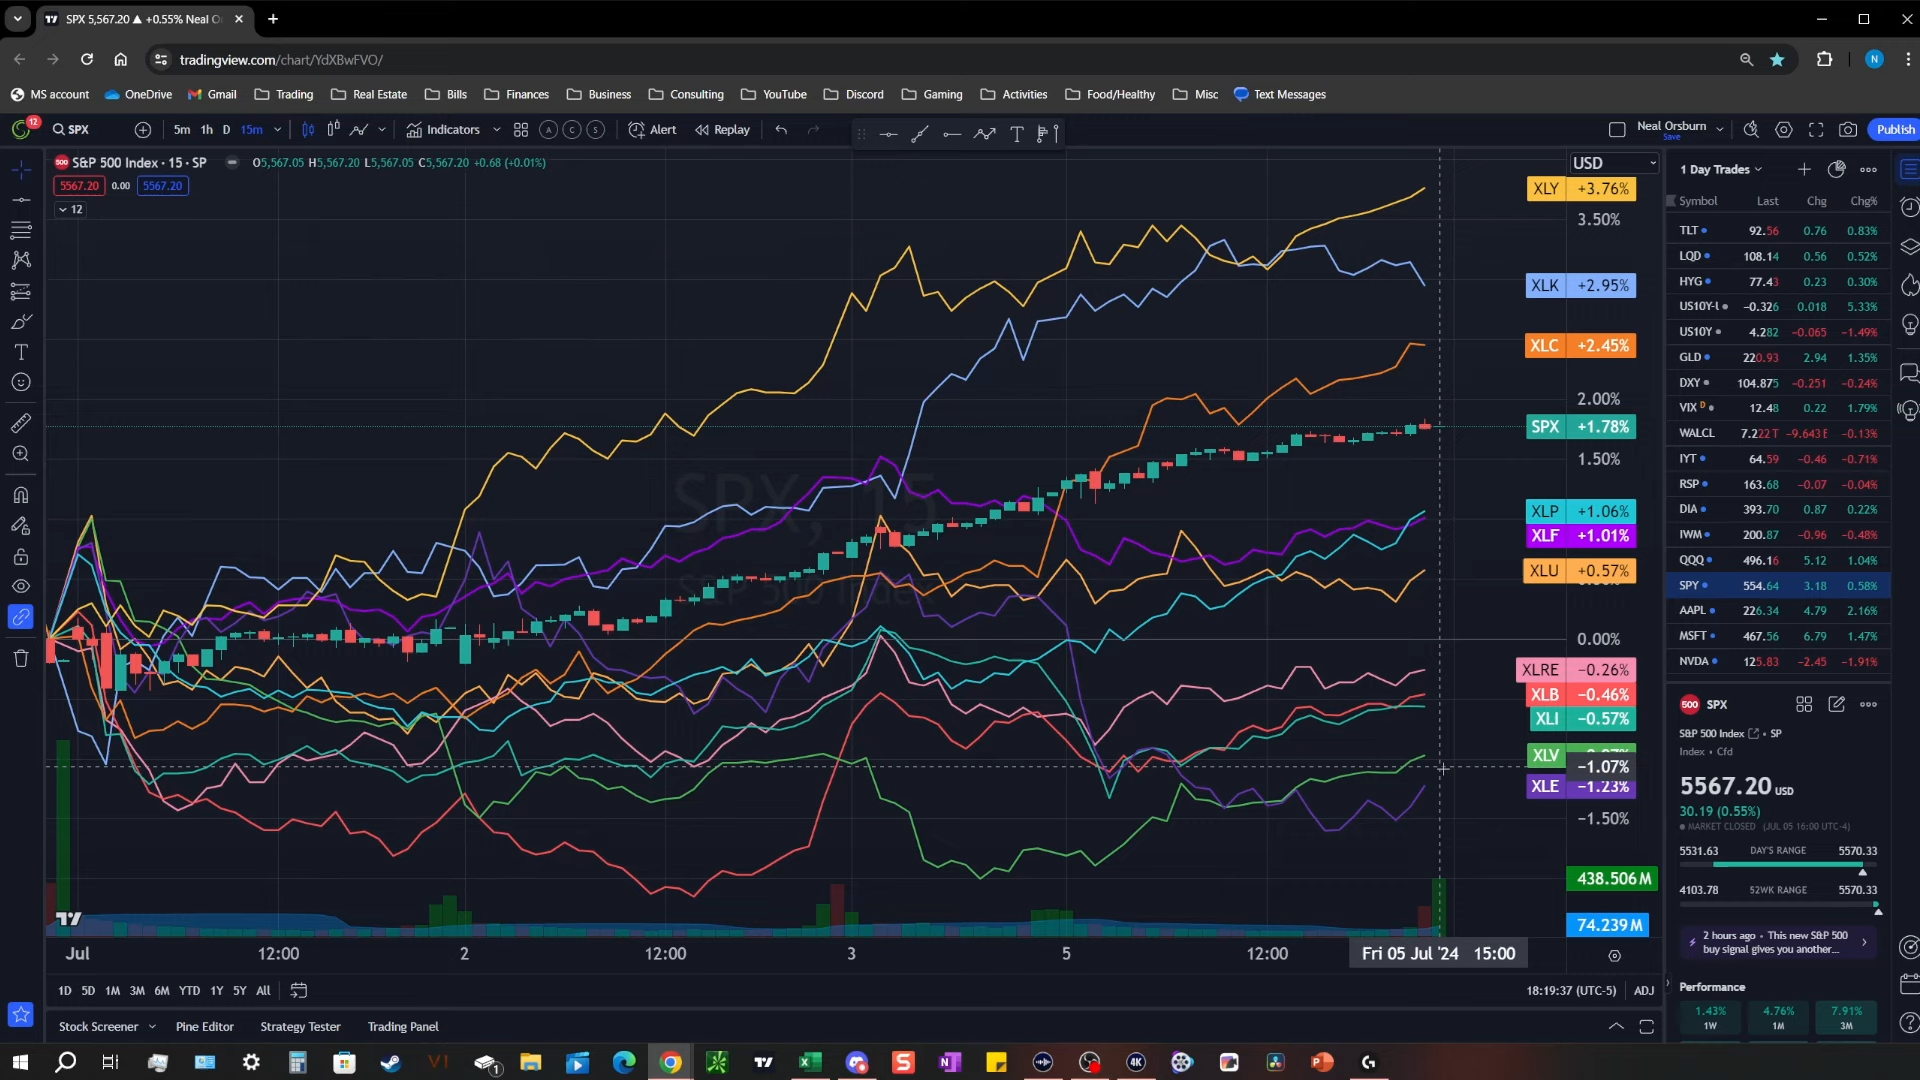 SPX 5,567.20 ▲ +0.55% Neal O
tradingview.com/chart/YdXBwFVO/
N
MS account OneDrive Gmail Trading Real Estate Bills Finances Business Consulting YouTube Discord Gaming Activities Food/Healthy Misc Text Messages
12 SPX 5m 1h D 15m Indicators A C S Alert Replay Neal Orsburn Publish
Save
S&P 500 Index · 15 · SP O5,567.05 H5,567.20 L5,567.05 C5,567.20 +0.68 (+0.01%)
5567.20 0.00 5567.20
12
USD
XLY +3.76%
3.50%
XLK +2.95%
XLC +2.45%
2.00%
SPX +1.78%
1.50%
SPX, 15
S&P 500 Index
XLP +1.06%
XLF +1.01%
XLU +0.57%
0.00%
XLRE −0.26%
XLB −0.46%
XLI −0.57%
XLV
−1.07%
XLE −1.23%
−1.50%
438.506 M
74.239 M
Jul 12:00 2 12:00 3 5 12:00 Fri 05 Jul '24 15:00
1D 5D 1M 3M 6M YTD 1Y 5Y All 18:19:37 (UTC-5) ADJ
Stock Screener Pine Editor Strategy Tester Trading Panel
1 Day Trades
Symbol Last Chg Chg%
TLT 92.56 0.76 0.83%
LQD 108.14 0.56 0.52%
HYG 77.43 0.23 0.30%
US10Y-U −0.326 0.018 5.33%
US10Y 4.282 −0.065 −1.49%
GLD 220.93 2.94 1.35%
DXY 104.875 −0.251 −0.24%
VIX D 12.48 0.22 1.79%
WALCL 7.222 T −9.643 E −0.13%
IYT 64.59 −0.46 −0.71%
RSP 163.68 −0.07 −0.04%
DIA 393.70 0.87 0.22%
IWM 200.87 −0.96 −0.48%
QQQ 496.16 5.12 1.04%
SPY 554.64 3.18 0.58%
AAPL 226.34 4.79 2.16%
MSFT 467.56 6.79 1.47%
NVDA 125.83 −2.45 −1.91%
500 SPX
S&P 500 Index • SP
Index • Cfd
5567.20 USD
30.19 (0.55%)
MARKET CLOSED (JUL 05 16:00 UTC-4)
5531.63 DAY'S RANGE 5570.33
4103.78 52WK RANGE 5570.33
2 hours ago • This new S&P 500
buy signal gives you another...
Performance
1.43% 4.76% 7.91%
1W 1M 3M